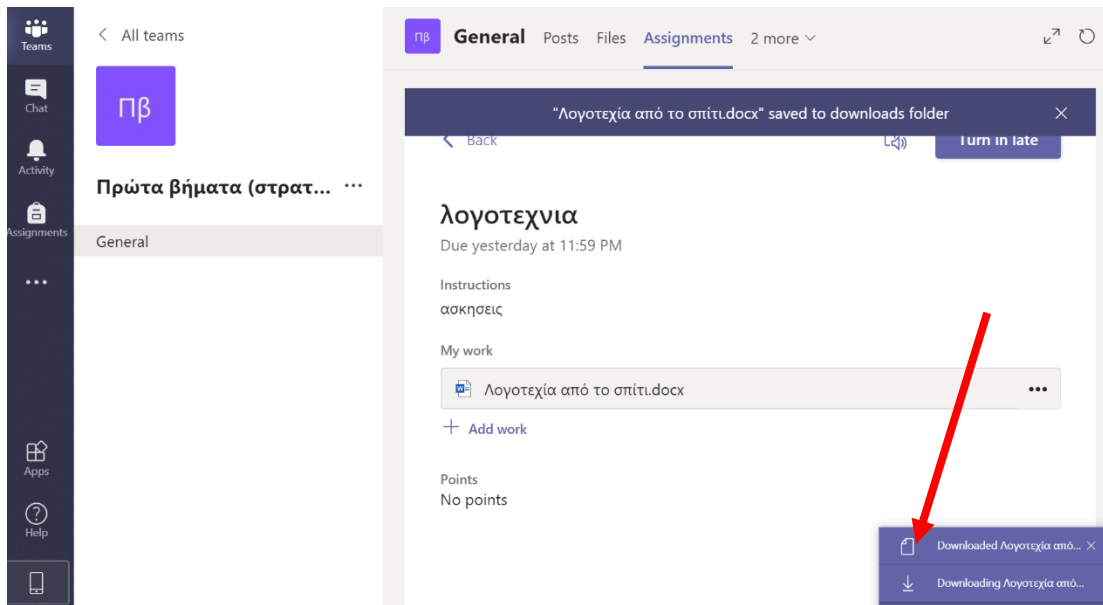 Teams
Chat
Activity
Assignments
Apps
Help
All teams
Πβ
Πρώτα βήματα (στρατ...
General
Πβ General Posts Files Assignments 2 more
"Λογοτεχία από το σπίτι.docx" saved to downloads folder
Back Turn in late
λογοτεχνια
Due yesterday at 11:59 PM
Instructions
ασκησεις
My work
Λογοτεχία από το σπίτι.docx
Add work
Points
No points
Downloaded Λογοτεχία από...
Downloading Λογοτεχία από...